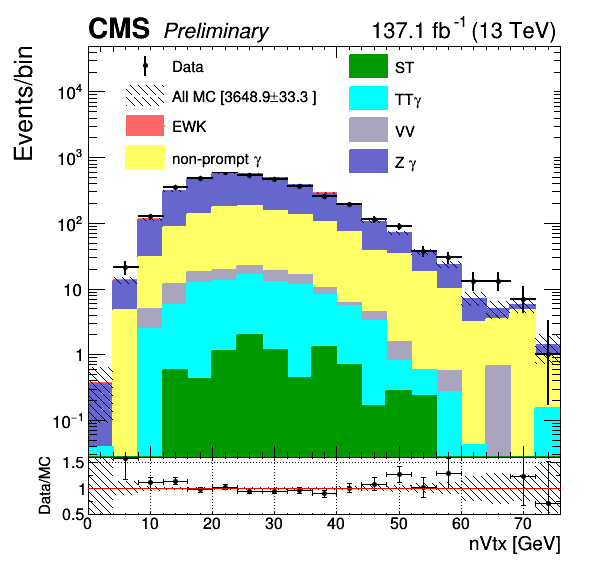 CMS Preliminary 137.1 fb⁻¹ (13 TeV)
Events/bin
Data
All MC [3648.9±33.3 ]
EWK
non-prompt γ
ST
TTγ
VV
Z γ
10⁴
10³
10²
10
1
10⁻¹
Data/MC
1.5
1
0.5
0 10 20 30 40 50 60 70
nVtx [GeV]